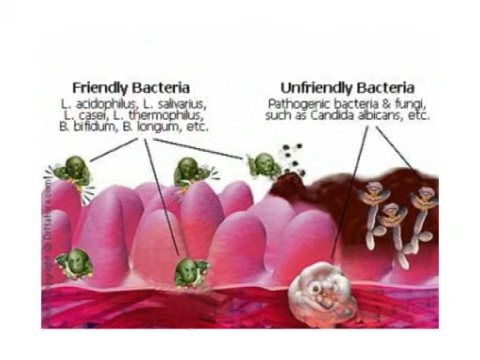 Friendly Bacteria
L. acidophilus, L. salivarius,
L. casei, L. thermophilus,
B. bifidum, B. longum, etc.
Unfriendly Bacteria
Pathogenic bacteria & fungi,
such as Candida albicans, etc.